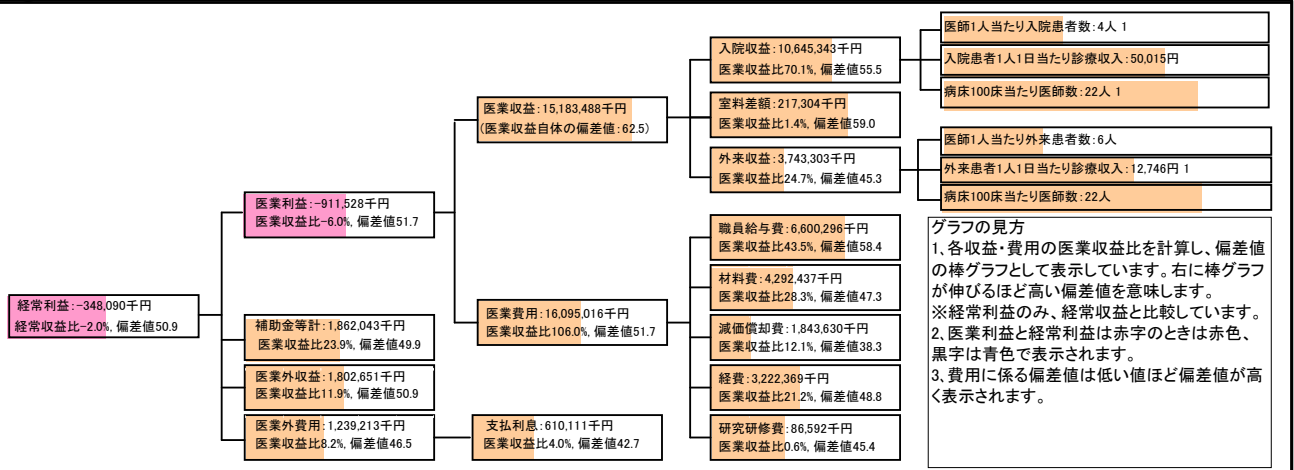 経常利益:-348,090千円
経常収益比-2.0%, 偏差値50.9
医業利益:-911,528千円
医業収益比-6.0%, 偏差値51.7
補助金等計:1,862,043千円
医業収益比23.9%, 偏差値49.9
医業外収益:1,802,651千円
医業収益比11.9%, 偏差値50.9
医業外費用:1,239,213千円
医業収益比8.2%, 偏差値46.5
医業収益:15,183,488千円
(医業収益自体の偏差値:62.5)
医業費用:16,095,016千円
医業収益比106.0%, 偏差値51.7
支払利息:610,111千円
医業収益比4.0%, 偏差値42.7
入院収益:10,645,343千円
医業収益比70.1%, 偏差値55.5
室料差額:217,304千円
医業収益比1.4%, 偏差値59.0
外来収益:3,743,303千円
医業収益比24.7%, 偏差値45.3
職員給与費:6,600,296千円
医業収益比43.5%, 偏差値58.4
材料費:4,292,437千円
医業収益比28.3%, 偏差値47.3
減価償却費:1,843,630千円
医業収益比12.1%, 偏差値38.3
経費:3,222,369千円
医業収益比21.2%, 偏差値48.8
研究研修費:86,592千円
医業収益比0.6%, 偏差値45.4
医師1人当たり入院患者数:4人 1
入院患者1人1日当たり診療収入:50,015円
病床100床当たり医師数:22人 1
医師1人当たり外来患者数:6人
外来患者1人1日当たり診療収入:12,746円 1
病床100床当たり医師数:22人
グラフの見方
1、各収益・費用の医業収益比を計算し、偏差値
の棒グラフとして表示しています。右に棒グラフ
が伸びるほど高い偏差値を意味します。
※経常利益のみ、経常収益と比較しています。
2、医業利益と経常利益は赤字のときは赤色、
黒字は青色で表示されます。
3、費用に係る偏差値は低い値ほど偏差値が高
く表示されます。